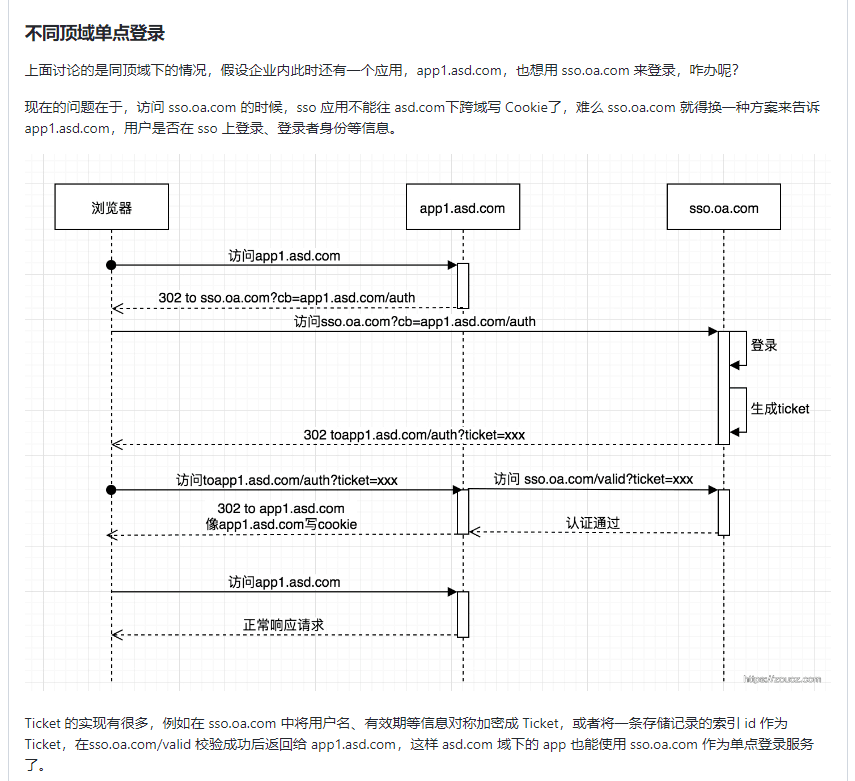 不同顶域单点登录
上面讨论的是同顶域下的情况，假设企业内此时还有一个应用，app1.asd.com，也想用 sso.oa.com 来登录，咋办呢？
现在的问题在于，访问 sso.oa.com 的时候，sso 应用不能往 asd.com下跨域写 Cookie了，难么 sso.oa.com 就得换一种方案来告诉
app1.asd.com，用户是否在 sso 上登录、登录者身份等信息。
浏览器
app1.asd.com
sso.oa.com
访问app1.asd.com
302 to sso.oa.com?cb=app1.asd.com/auth
访问sso.oa.com?cb=app1.asd.com/auth
登录
生成ticket
302 toapp1.asd.com/auth?ticket=xxx
访问toapp1.asd.com/auth?ticket=xxx
访问 sso.oa.com/valid?ticket=xxx
302 to app1.asd.com
像app1.asd.com写cookie
认证通过
访问app1.asd.com
正常响应请求
https://zouzz.com
Ticket 的实现有很多，例如在 sso.oa.com 中将用户名、有效期等信息对称加密成 Ticket，或者将一条存储记录的索引 id 作为
Ticket，在sso.oa.com/valid 校验成功后返回给 app1.asd.com，这样 asd.com 域下的 app 也能使用 sso.oa.com 作为单点登录服务
了。